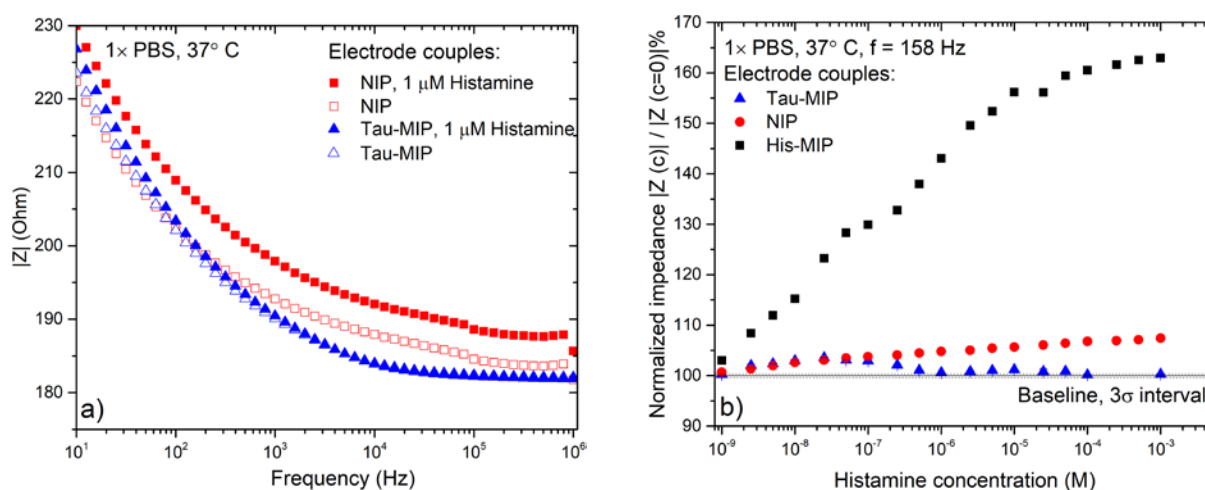 230
220
210
200
190
180
|Z| (Ohm)
1× PBS, 37° C
Electrode couples:
NIP, 1 µM Histamine
NIP
Tau-MIP, 1 µM Histamine
Tau-MIP
a)
10¹ 10² 10³ 10⁴ 10⁵ 10⁶
Frequency (Hz)
170
160
150
140
130
120
110
100
90
Normalized impedance |Z (c)| / |Z (c=0)|%
1× PBS, 37° C, f = 158 Hz
Electrode couples:
Tau-MIP
NIP
His-MIP
Baseline, 3σ interval
b)
10⁻⁹ 10⁻⁸ 10⁻⁷ 10⁻⁶ 10⁻⁵ 10⁻⁴ 10⁻³
Histamine concentration (M)